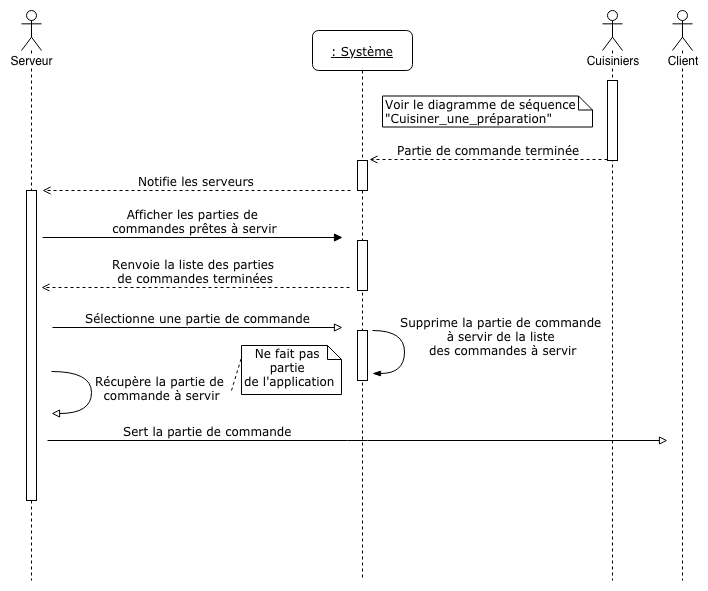 Serveur
: Système
Cuisiniers
Client
Voir le diagramme de séquence
"Cuisiner_une_préparation"
Partie de commande terminée
Notifie les serveurs
Afficher les parties de
commandes prêtes à servir
Renvoie la liste des parties
de commandes terminées
Sélectionne une partie de commande
Supprime la partie de commande
à servir de la liste
des commandes à servir
Ne fait pas
partie
de l'application
Récupère la partie de
commande à servir
Sert la partie de commande